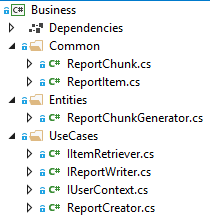 Business
Dependencies
Common
ReportChunk.cs
ReportItem.cs
Entities
ReportChunkGenerator.cs
UseCases
IItemRetriever.cs
IReportWriter.cs
IUserContext.cs
ReportCreator.cs